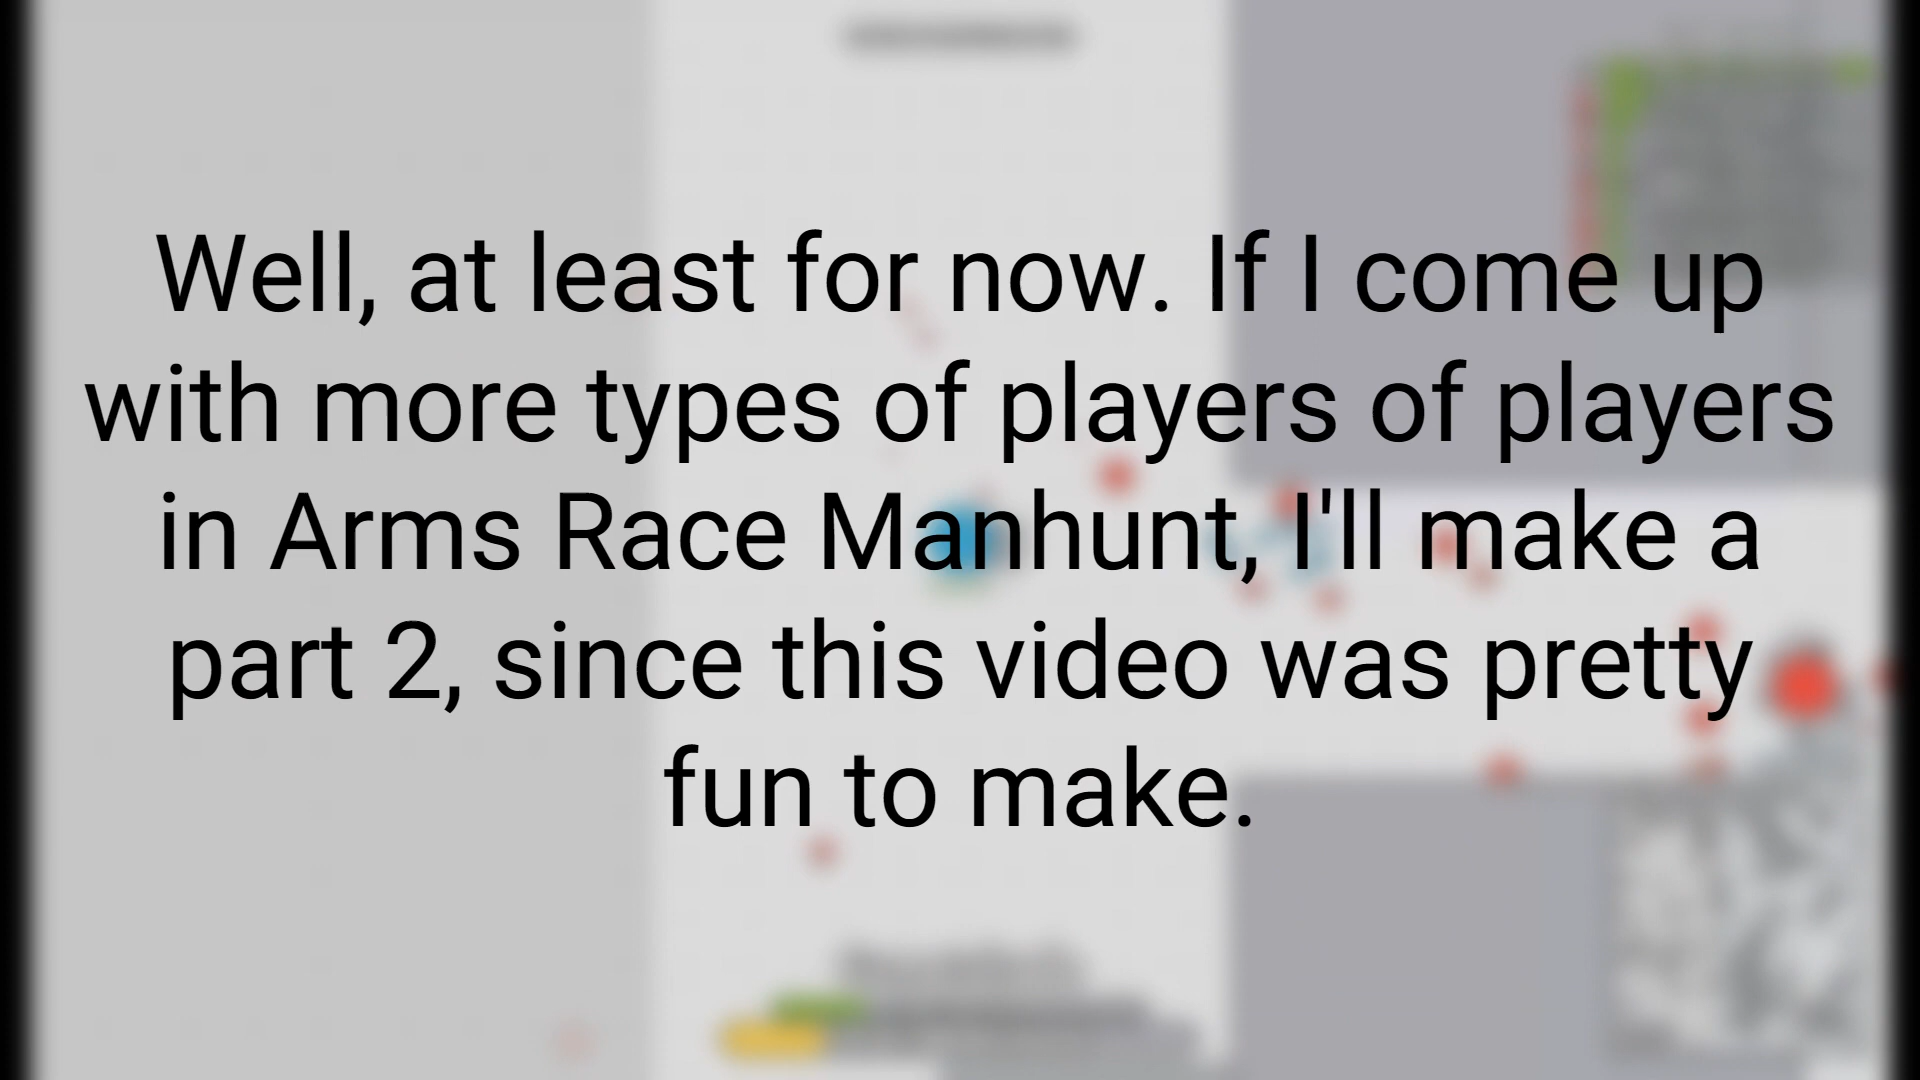 Well, at least for now. If I come up
with more types of players of players
in Arms Race Manhunt, I'll make a
part 2, since this video was pretty
fun to make.